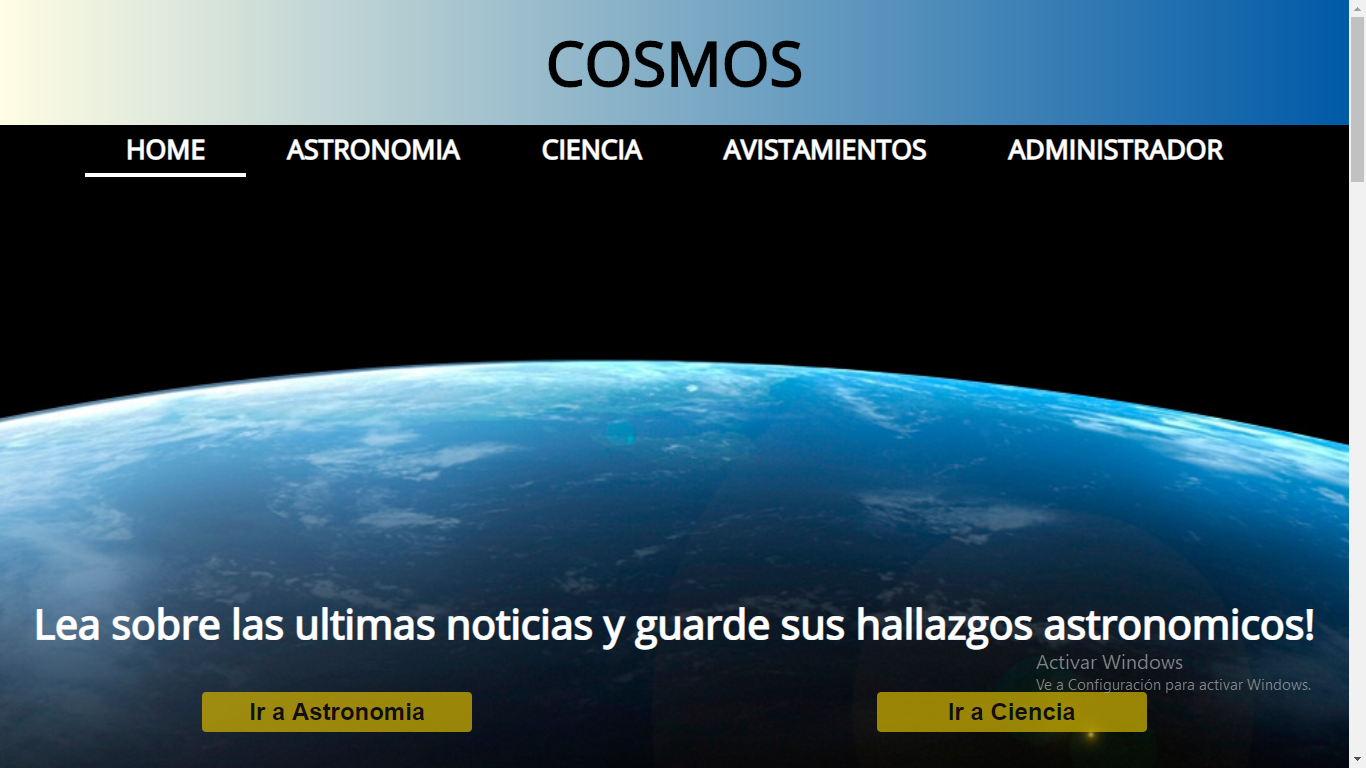 COSMOS
HOME ASTRONOMIA CIENCIA AVISTAMIENTOS ADMINISTRADOR
Lea sobre las ultimas noticias y guarde sus hallazgos astronomicos!
Activar Windows
Ve a Configuración para activar Windows.
Ir a Astronomia Ir a Ciencia